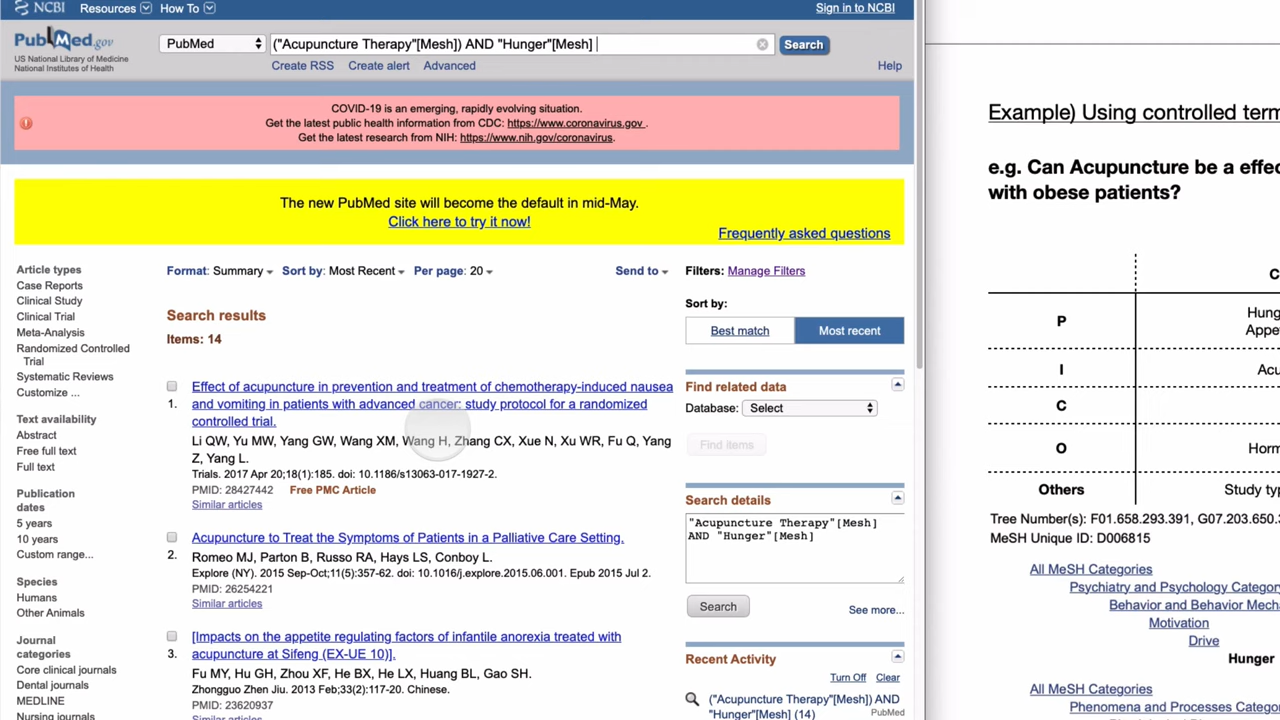 NCBI Resources How To Sign in to NCBI
PubMed.gov
US National Library of Medicine
National Institutes of Health
PubMed
("Acupuncture Therapy"[Mesh]) AND "Hunger"[Mesh]
Search
Create RSS Create alert Advanced Help
COVID-19 is an emerging, rapidly evolving situation.
Get the latest public health information from CDC: https://www.coronavirus.gov .
Get the latest research from NIH: https://www.nih.gov/coronavirus.
The new PubMed site will become the default in mid-May.
Click here to try it now!
Frequently asked questions
Article types
Case Reports
Clinical Study
Clinical Trial
Meta-Analysis
Randomized Controlled
Trial
Systematic Reviews
Customize ...
Text availability
Abstract
Free full text
Full text
Publication
dates
5 years
10 years
Custom range...
Species
Humans
Other Animals
Journal
categories
Core clinical journals
Dental journals
MEDLINE
Nursing journals
Format: Summary Sort by: Most Recent Per page: 20 Send to
Search results
Items: 14
Effect of acupuncture in prevention and treatment of chemotherapy-induced nausea
1. and vomiting in patients with advanced cancer: study protocol for a randomized
controlled trial.
Li QW, Yu MW, Yang GW, Wang XM, Wang H, Zhang CX, Xue N, Xu WR, Fu Q, Yang
Z, Yang L.
Trials. 2017 Apr 20;18(1):185. doi: 10.1186/s13063-017-1927-2.
PMID: 28427442 Free PMC Article
Similar articles
Acupuncture to Treat the Symptoms of Patients in a Palliative Care Setting.
2. Romeo MJ, Parton B, Russo RA, Hays LS, Conboy L.
Explore (NY). 2015 Sep-Oct;11(5):357-62. doi: 10.1016/j.explore.2015.06.001. Epub 2015 Jul 2.
PMID: 26254221
Similar articles
[Impacts on the appetite regulating factors of infantile anorexia treated with
3. acupuncture at Sifeng (EX-UE 10)].
Fu MY, Hu GH, Zhou XF, He BX, He LX, Huang BL, Gao SH.
Zhongguo Zhen Jiu. 2013 Feb;33(2):117-20. Chinese.
PMID: 23620937
Similar articles
Filters: Manage Filters
Sort by:
Best match Most recent
Find related data
Database: Select
Find items
Search details
"Acupuncture Therapy"[Mesh]
AND "Hunger"[Mesh]
Search See more...
Recent Activity
Turn Off Clear
("Acupuncture Therapy"[Mesh]) AND
"Hunger"[Mesh] (14) PubMed
Example) Using controlled term
e.g. Can Acupuncture be a effe
with obese patients?
C
P Hung
Appet
I Acu
C
O Horm
Others Study typ
Tree Number(s): F01.658.293.391, G07.203.650.
MeSH Unique ID: D006815
All MeSH Categories
Psychiatry and Psychology Category
Behavior and Behavior Mecha
Motivation
Drive
Hunger
All MeSH Categories
Phenomena and Processes Categor